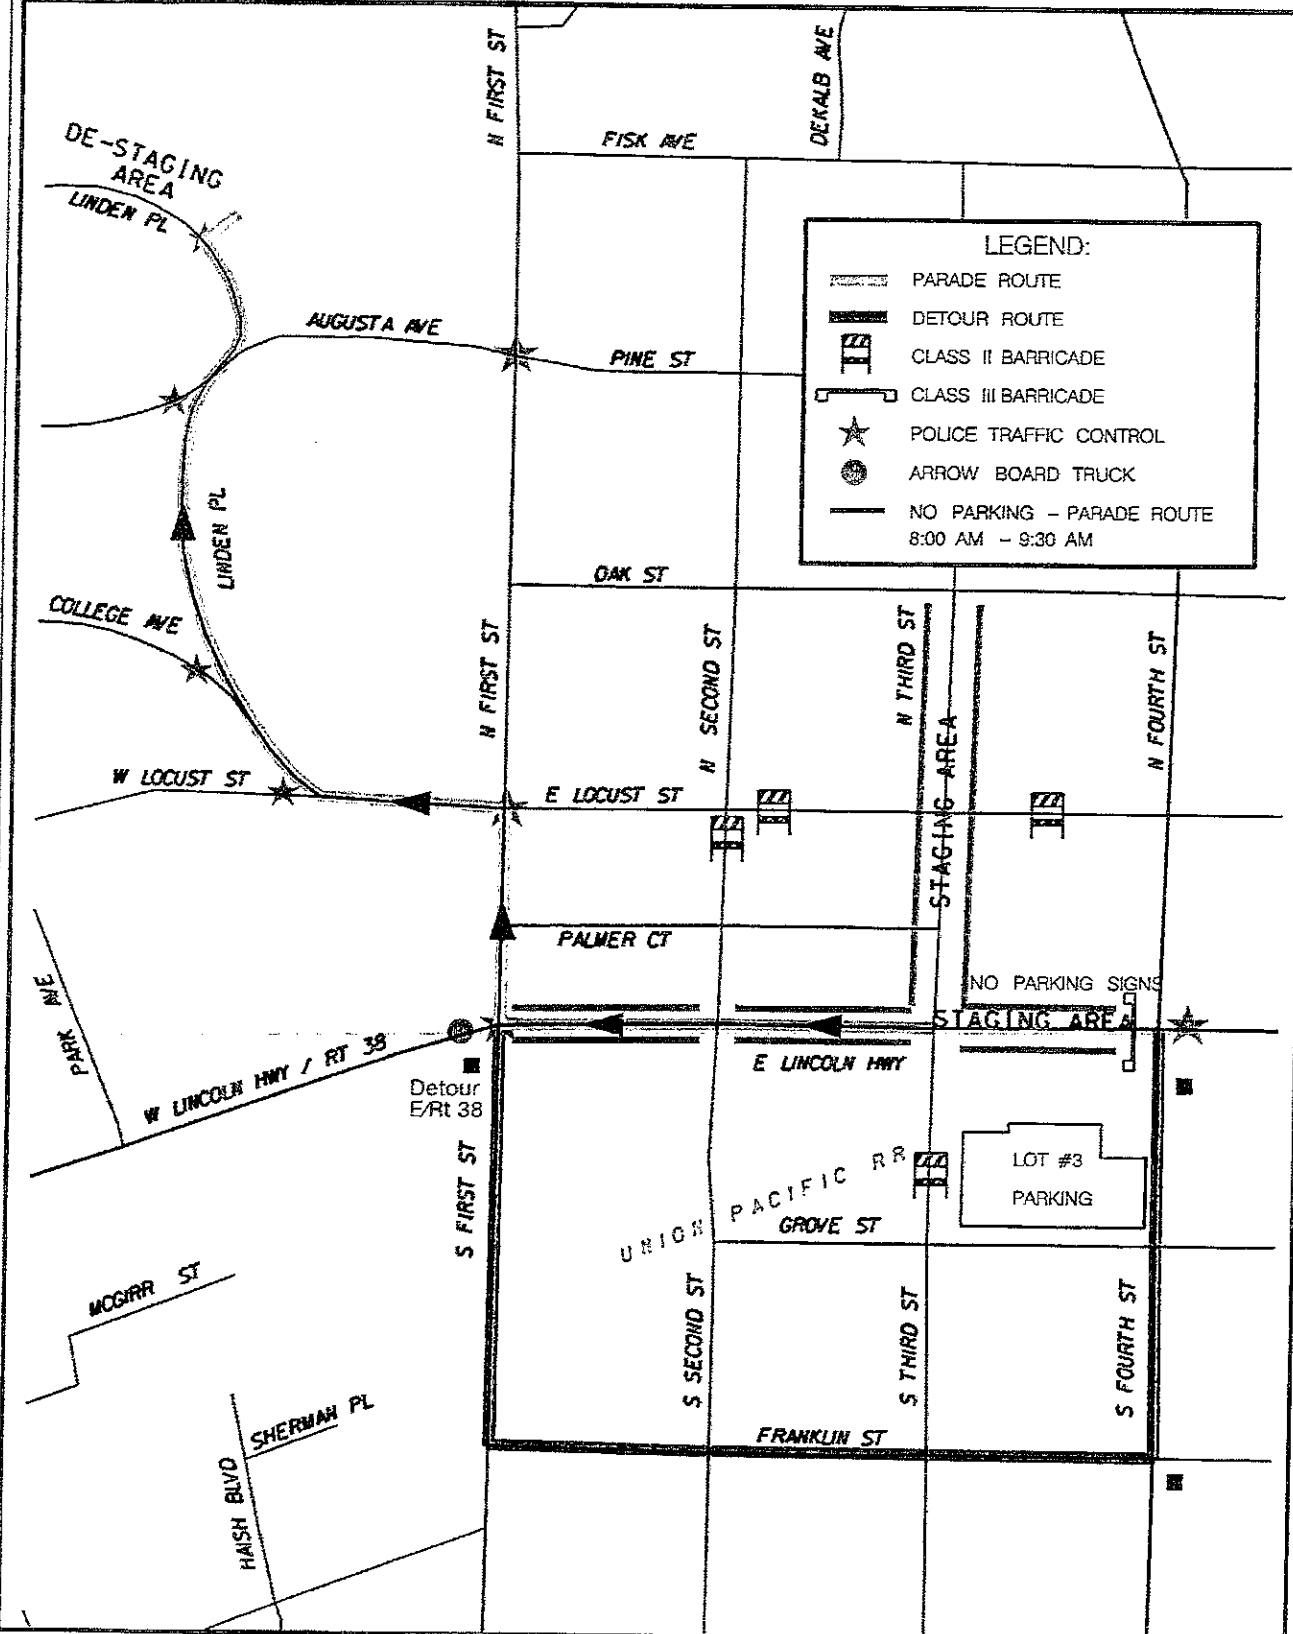 N FIRST ST
DEKALB AVE
FISK AVE
DE-STAGING
AREA
LINDEN PL
LEGEND:
PARADE ROUTE
DETOUR ROUTE
CLASS II BARRICADE
CLASS III BARRICADE
POLICE TRAFFIC CONTROL
ARROW BOARD TRUCK
NO PARKING - PARADE ROUTE
8:00 AM - 9:30 AM
AUGUSTA AVE
PINE ST
LINDEN PL
OAK ST
COLLEGE AVE
N FIRST ST
N SECOND ST
N THIRD ST
STAGING AREA
N FOURTH ST
W LOCUST ST
E LOCUST ST
PALMER CT
PARK AVE
NO PARKING SIGNS
STAGING AREA
W LINCOLN HWY / RT 38
E LINCOLN HWY
Detour
E/Rt 38
LOT #3
PARKING
UNION PACIFIC RR
GROVE ST
S FIRST ST
S SECOND ST
S THIRD ST
S FOURTH ST
MCGIRR ST
SHERMAN PL
HAISH BLVD
FRANKLIN ST